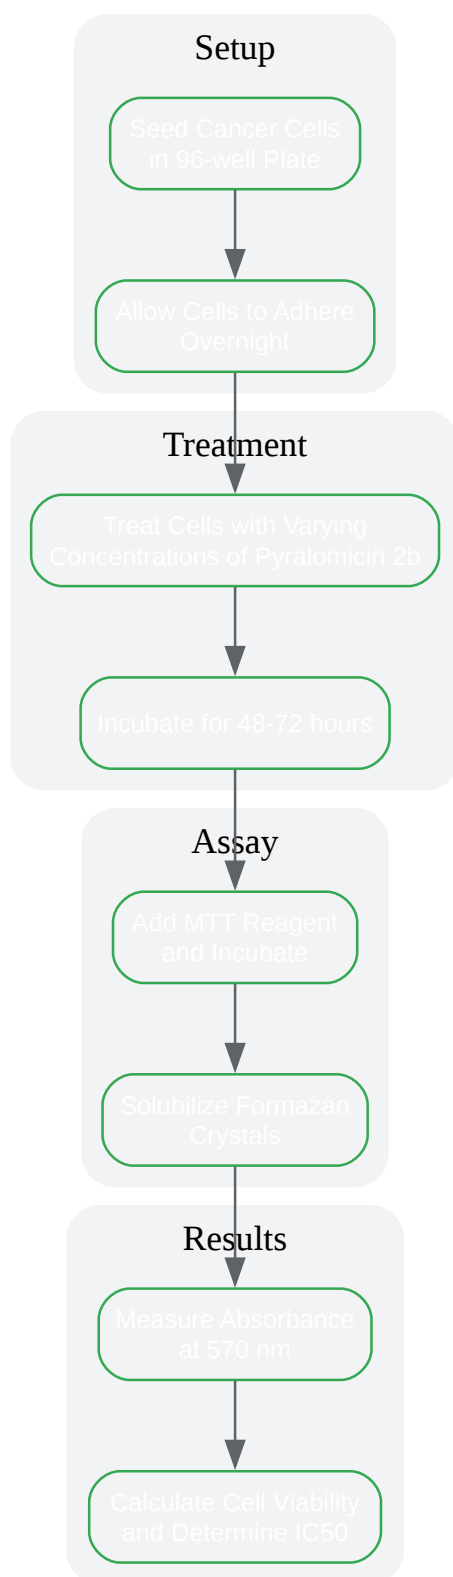 Setup
Seed Cancer Cells
in 96-well Plate
Allow Cells to Adhere
Overnight
Treatment
Treat Cells with Varying
Concentrations of Pyralomicin 2b
Incubate for 48-72 hours
Assay
Add MTT Reagent
and Incubate
Solubilize Formazan
Crystals
Results
Measure Absorbance
at 570 nm
Calculate Cell Viability
and Determine IC50